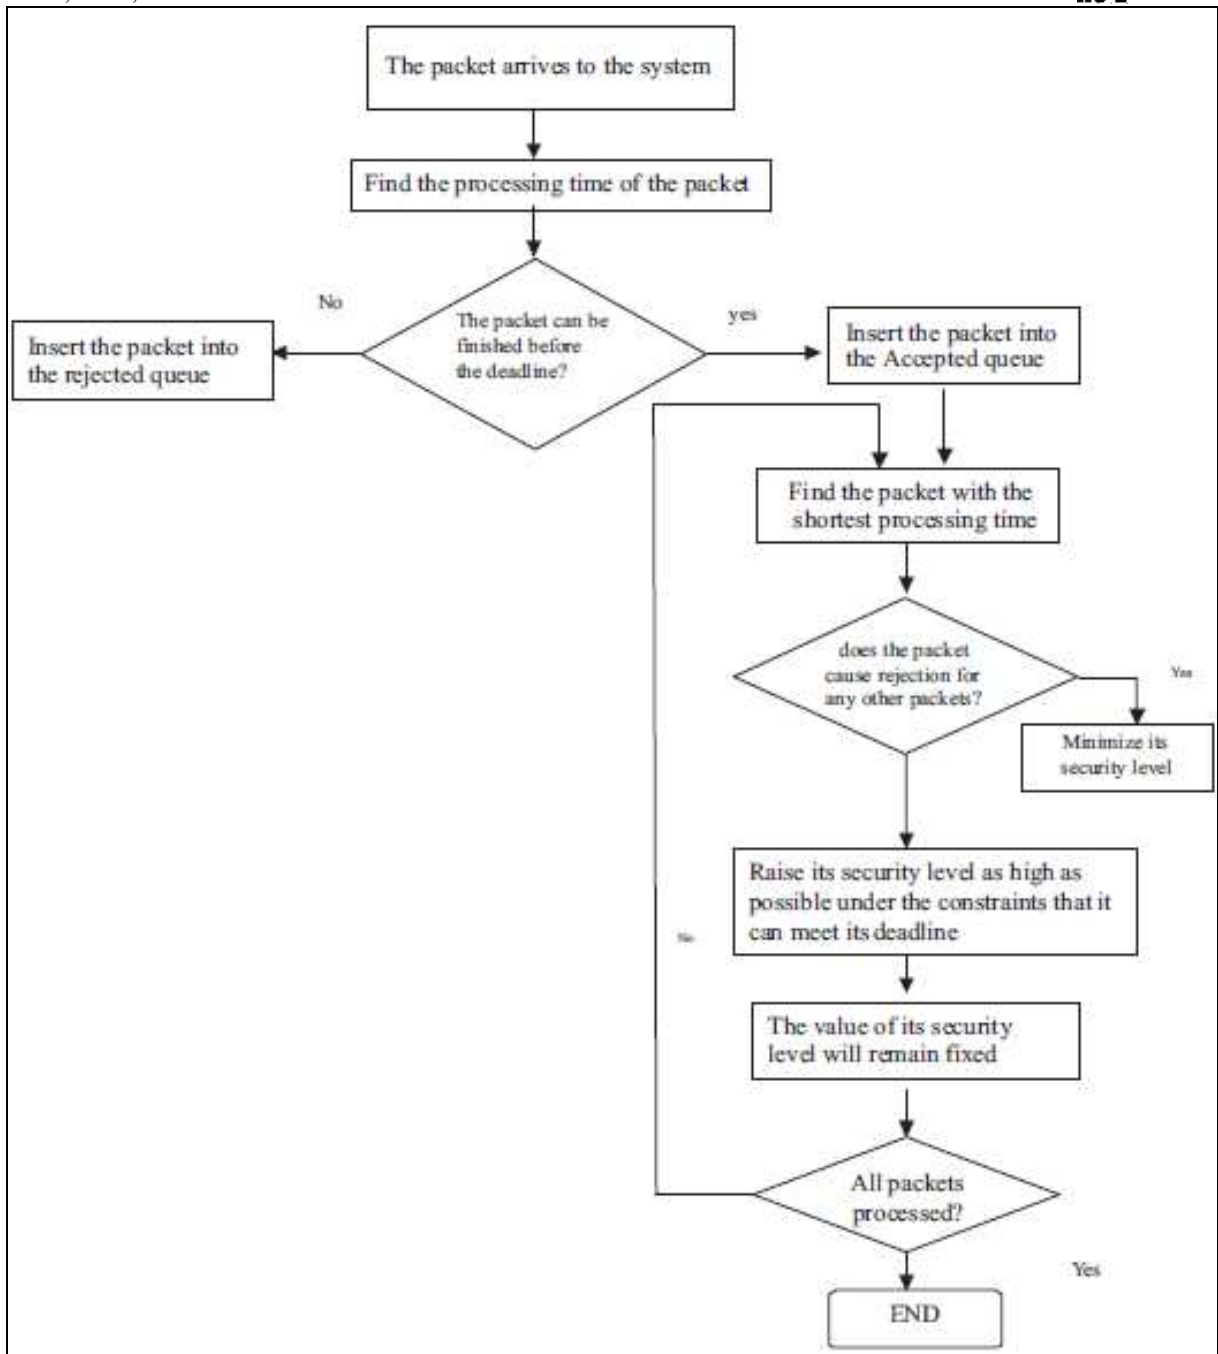 The packet arrives to the system
Find the processing time of the packet
No
The packet can be
finished before
the deadline?
yes
Insert the packet into
the rejected queue
Insert the packet into
the Accepted queue
Find the packet with the
shortest processing time
does the packet
cause rejection for
any other packets?
Yes
Minimize its
security level
Raise its security level as high as
possible under the constraints that it
can meet its deadline
No
The value of its security
level will remain fixed
All packets
processed?
Yes
END